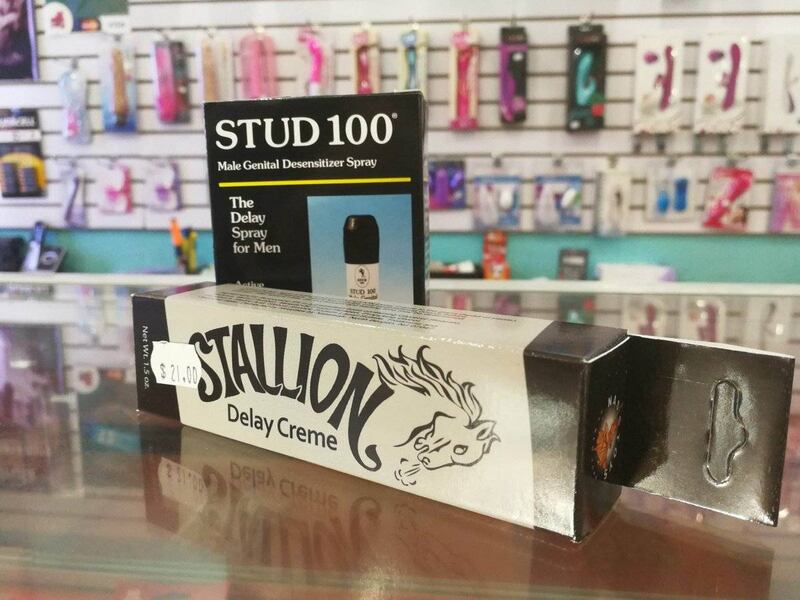 STUD 100®
Male Genital Desensitizer Spray
The
Delay
Spray
for Men
Active
STUD 100
Net Wt. 1.5 oz.
$ 21.00
STALLION
Delay Creme